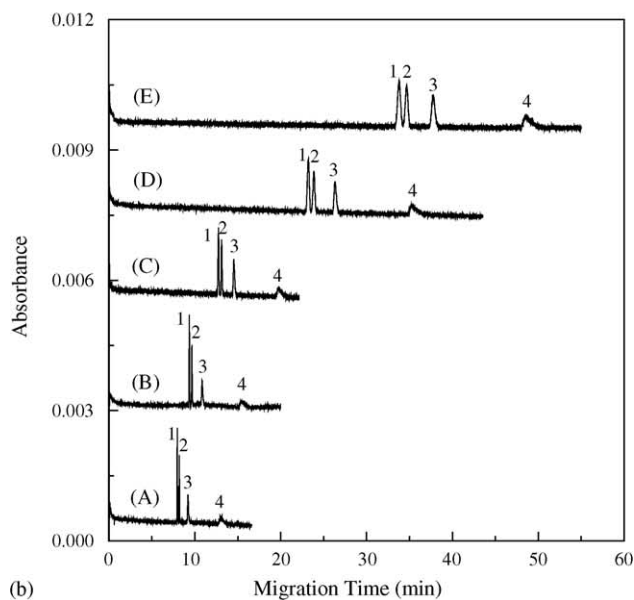 0.012
(E)
1 2 3 4
0.009
(D)
1 2 3 4
Absorbance
(C)
1 2 3 4
0.006
1 2 3 4
(B)
0.003
1 2 3 4
(A)
0.000
0 10 20 30 40 50 60
(b) Migration Time (min)